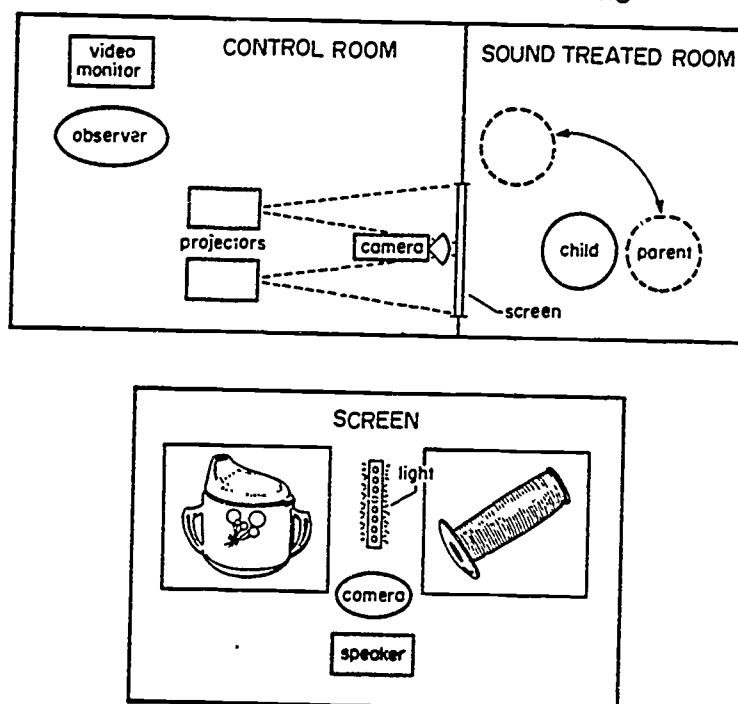 CONTROL ROOM
SOUND TREATED ROOM
video
monitor
observer
projectors
camera
child
parent
screen
SCREEN
light
camera
speaker